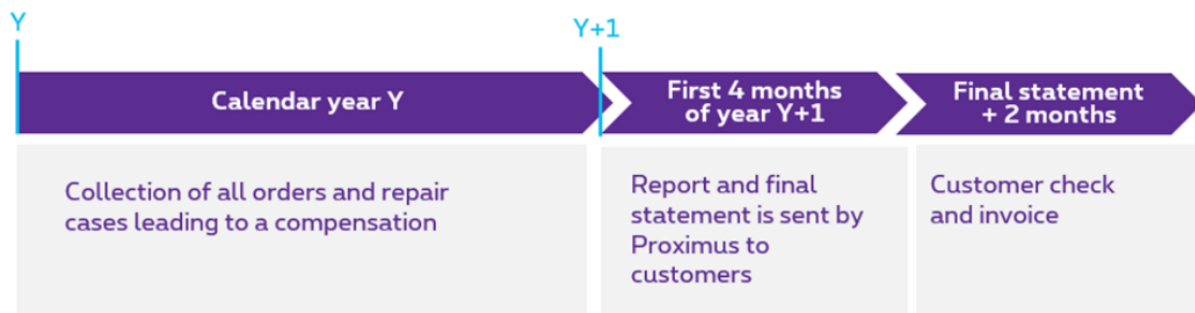 Y
Y+1
Calendar year Y
First 4 months
of year Y+1
Final statement
+ 2 months
Collection of all orders and repair
cases leading to a compensation
Report and final
statement is sent by
Proximus to
customers
Customer check
and invoice